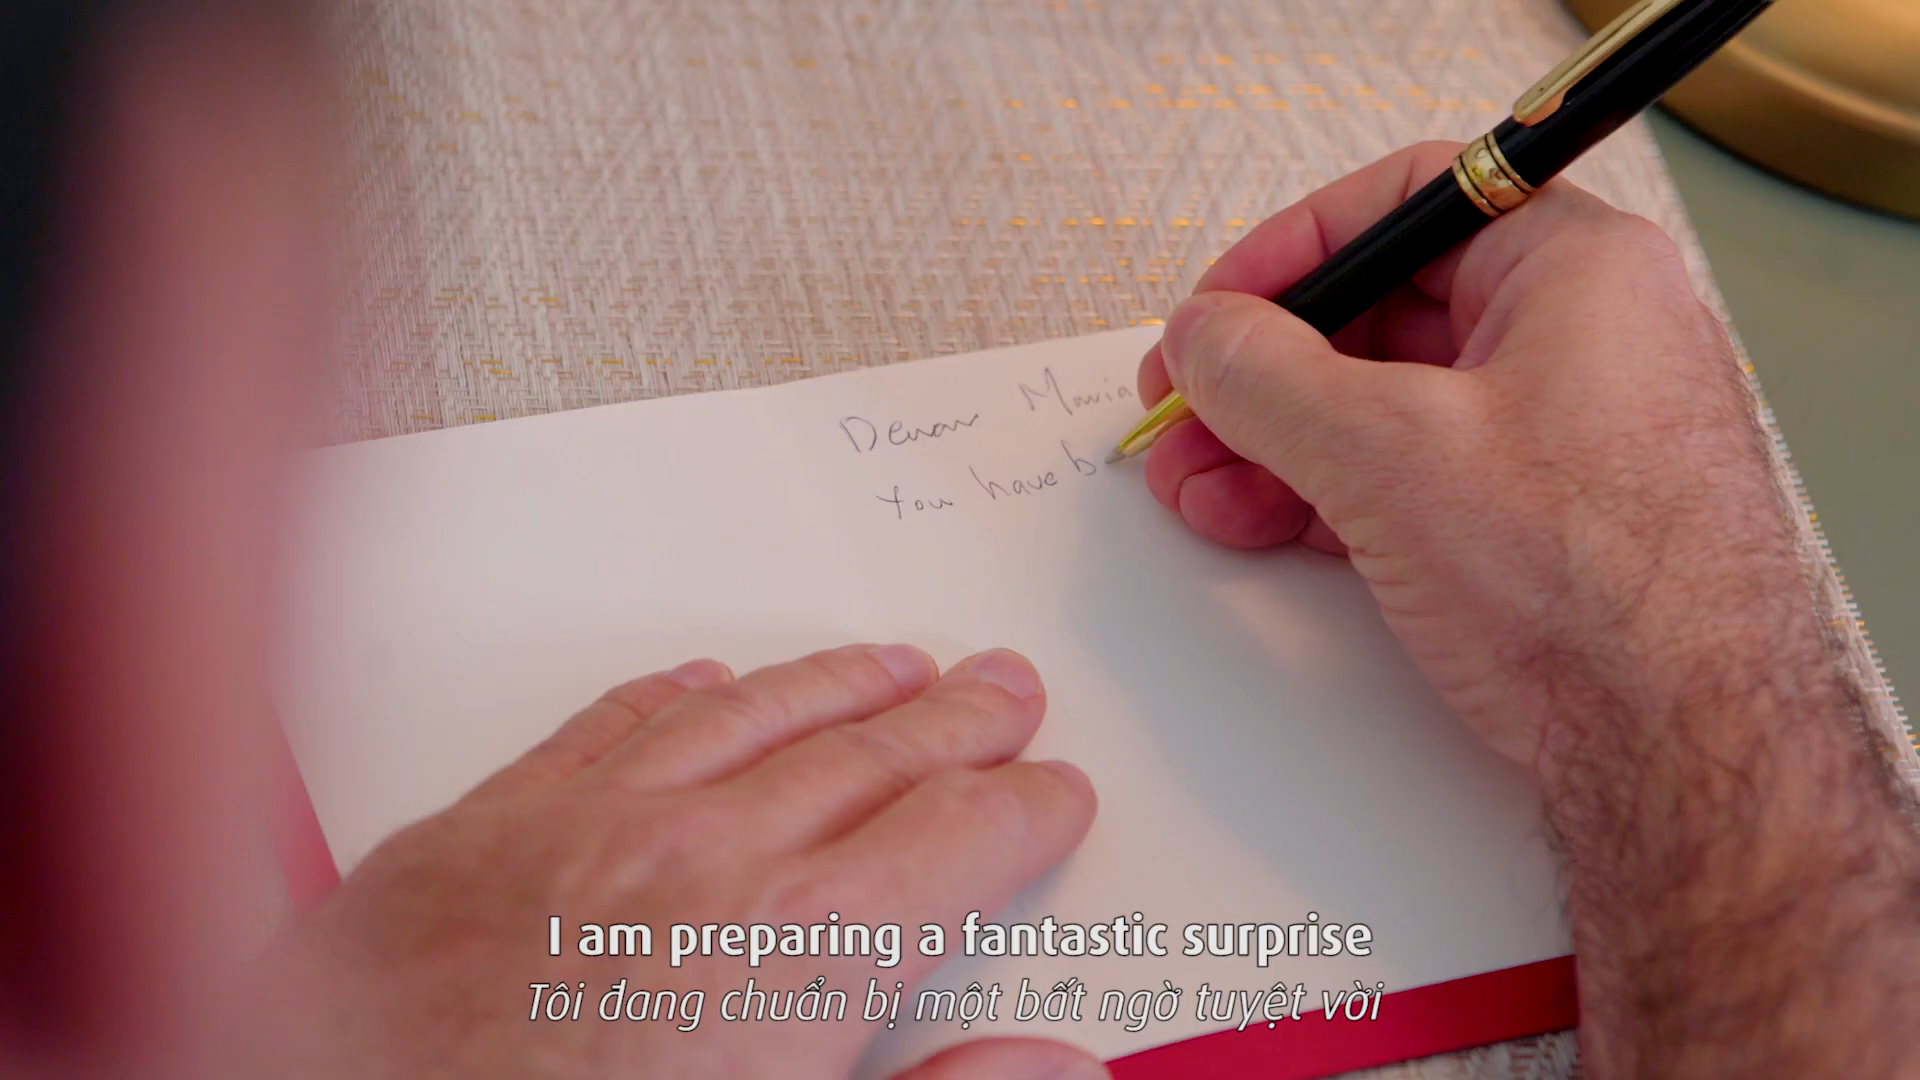 Dear Maria
You have b
I am preparing a fantastic surprise
Tôi đang chuẩn bị một bất ngờ tuyệt vời